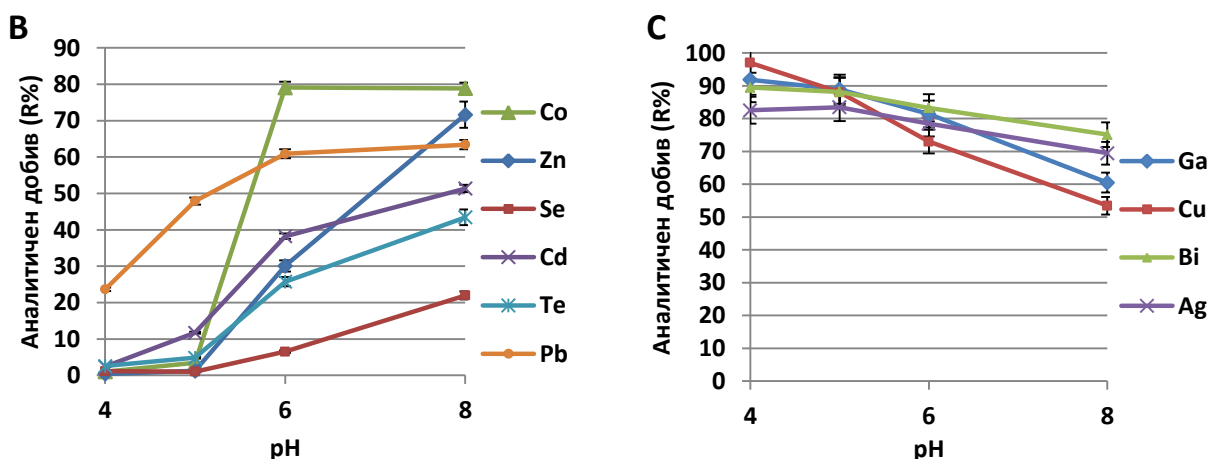 B
Аналитичен добив (R%)
90
80
70
60
50
40
30
20
10
0
4
6
8
pH
Co
Zn
Se
Cd
Te
Pb
C
Аналитичен добив (R%)
100
90
80
70
60
50
40
30
20
10
0
4
6
8
pH
Ga
Cu
Bi
Ag